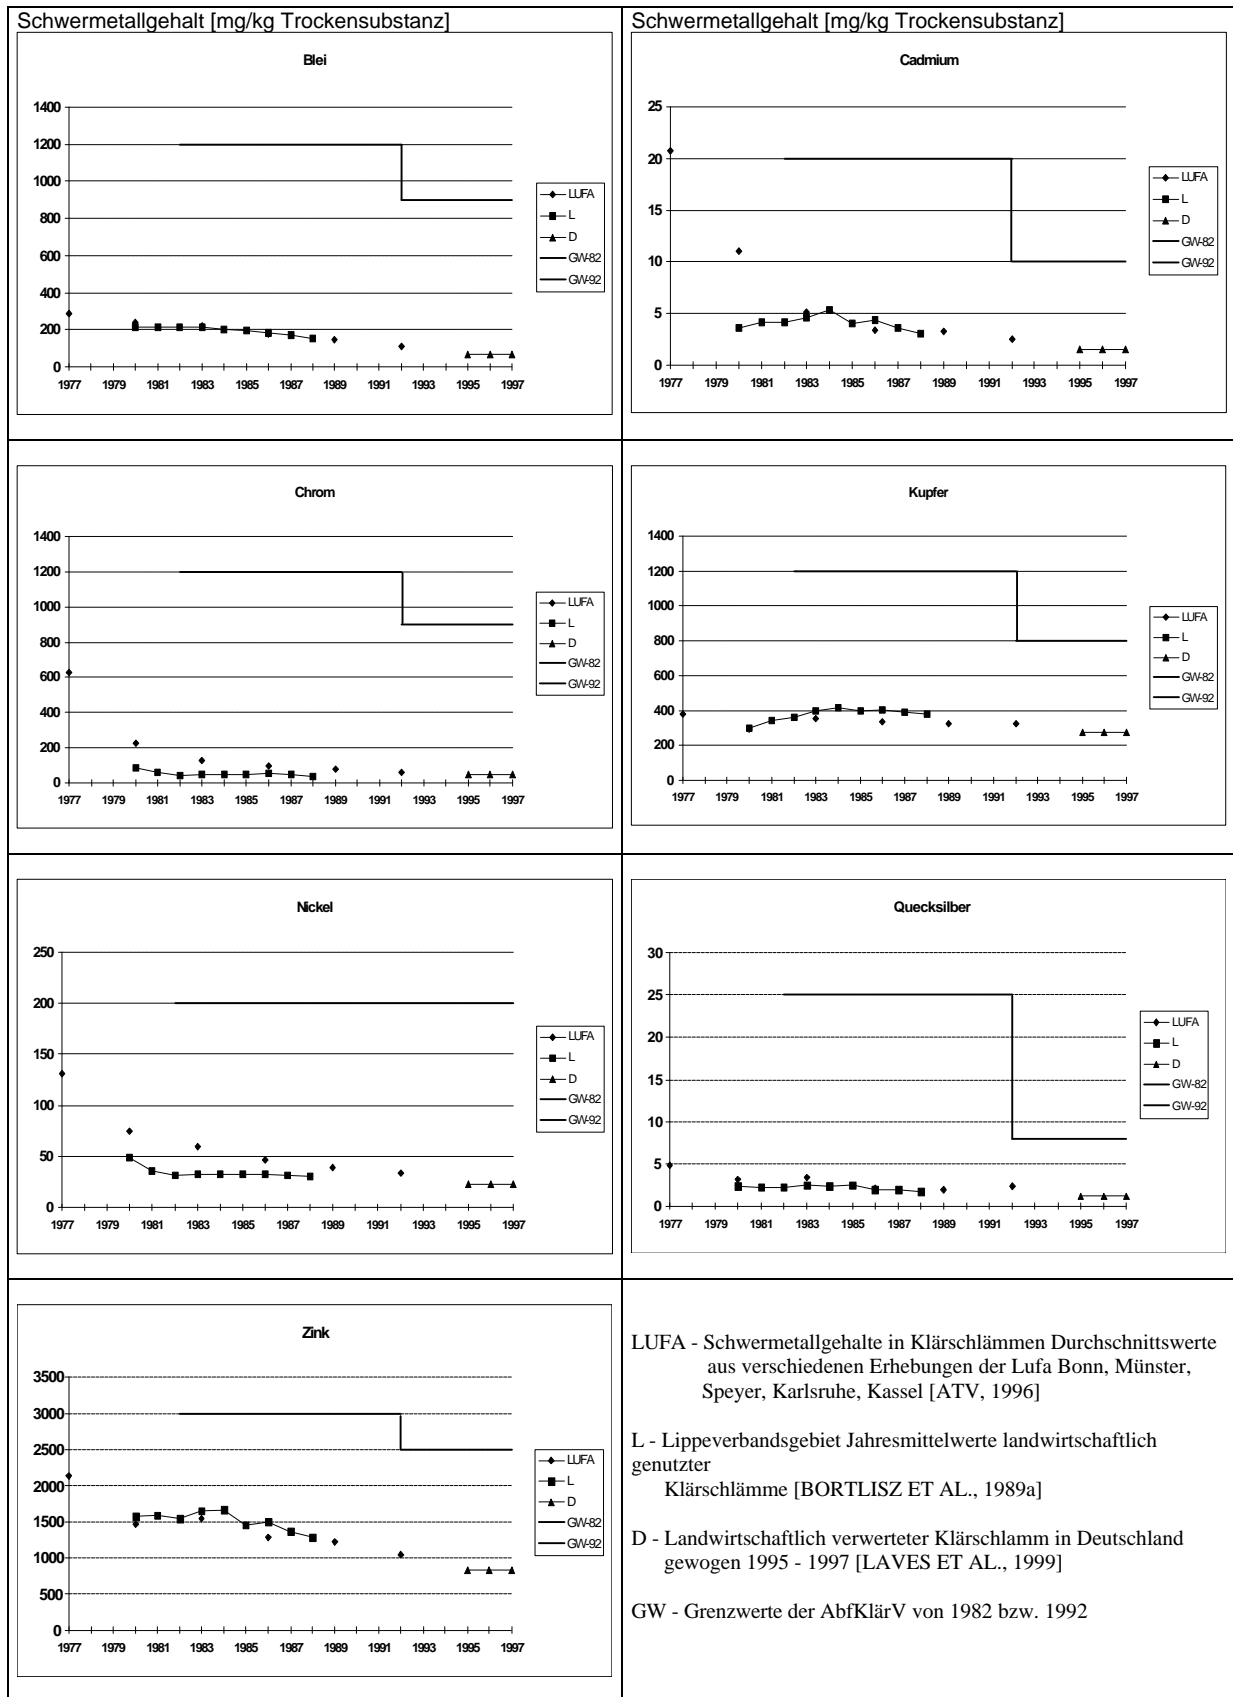 Schwermetallgehalt [mg/kg Trockensubstanz]
Blei
1400
1200
1000
800
600
400
200
0
1977 1979 1981 1983 1985 1987 1989 1991 1993 1995 1997
LUFA
L
D
GW-82
GW-92
Schwermetallgehalt [mg/kg Trockensubstanz]
Cadmium
25
20
15
10
5
0
1977 1979 1981 1983 1985 1987 1989 1991 1993 1995 1997
LUFA
L
D
GW-82
GW-92
Chrom
1400
1200
1000
800
600
400
200
0
1977 1979 1981 1983 1985 1987 1989 1991 1993 1995 1997
LUFA
L
D
GW-82
GW-92
Kupfer
1400
1200
1000
800
600
400
200
0
1977 1979 1981 1983 1985 1987 1989 1991 1993 1995 1997
LUFA
L
D
GW-82
GW-92
Nickel
250
200
150
100
50
0
1977 1979 1981 1983 1985 1987 1989 1991 1993 1995 1997
LUFA
L
D
GW-82
GW-92
Quecksilber
30
25
20
15
10
5
0
1977 1979 1981 1983 1985 1987 1989 1991 1993 1995 1997
LUFA
L
D
GW-82
GW-92
Zink
3500
3000
2500
2000
1500
1000
500
0
1977 1979 1981 1983 1985 1987 1989 1991 1993 1995 1997
LUFA
L
D
GW-82
GW-92
LUFA - Schwermetallgehalte in Klärschlämmen Durchschnittswerte
aus verschiedenen Erhebungen der Lufa Bonn, Münster,
Speyer, Karlsruhe, Kassel [ATV, 1996]
L - Lippeverbandsgebiet Jahresmittelwerte landwirtschaftlich
genutzter
Klärschlämme [BORTLISZ ET AL., 1989a]
D - Landwirtschaftlich verwerteter Klärschlamm in Deutschland
gewogen 1995 - 1997 [LAVES ET AL., 1999]
GW - Grenzwerte der AbfKlärV von 1982 bzw. 1992